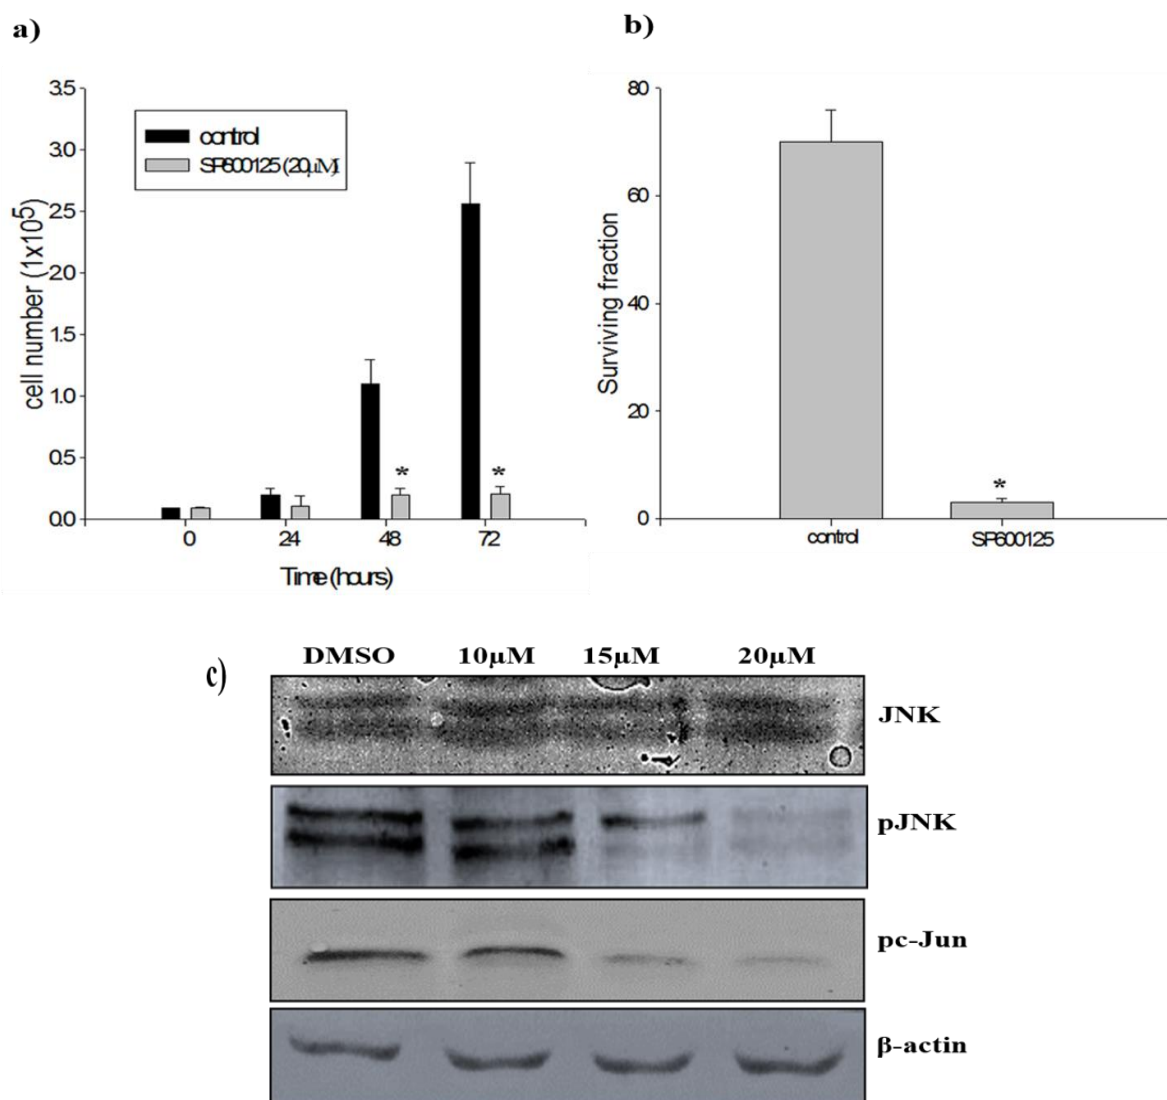 a)
3.5
3.0
2.5
2.0
1.5
1.0
0.5
0.0
cell number (1x10⁵)
control
SP600125 (20µM)
*
*
0
24
48
72
Time (hours)
b)
80
60
40
20
0
Surviving fraction
*
control
SP600125
c)
DMSO 10µM 15µM 20µM
JNK
pJNK
pc-Jun
β-actin